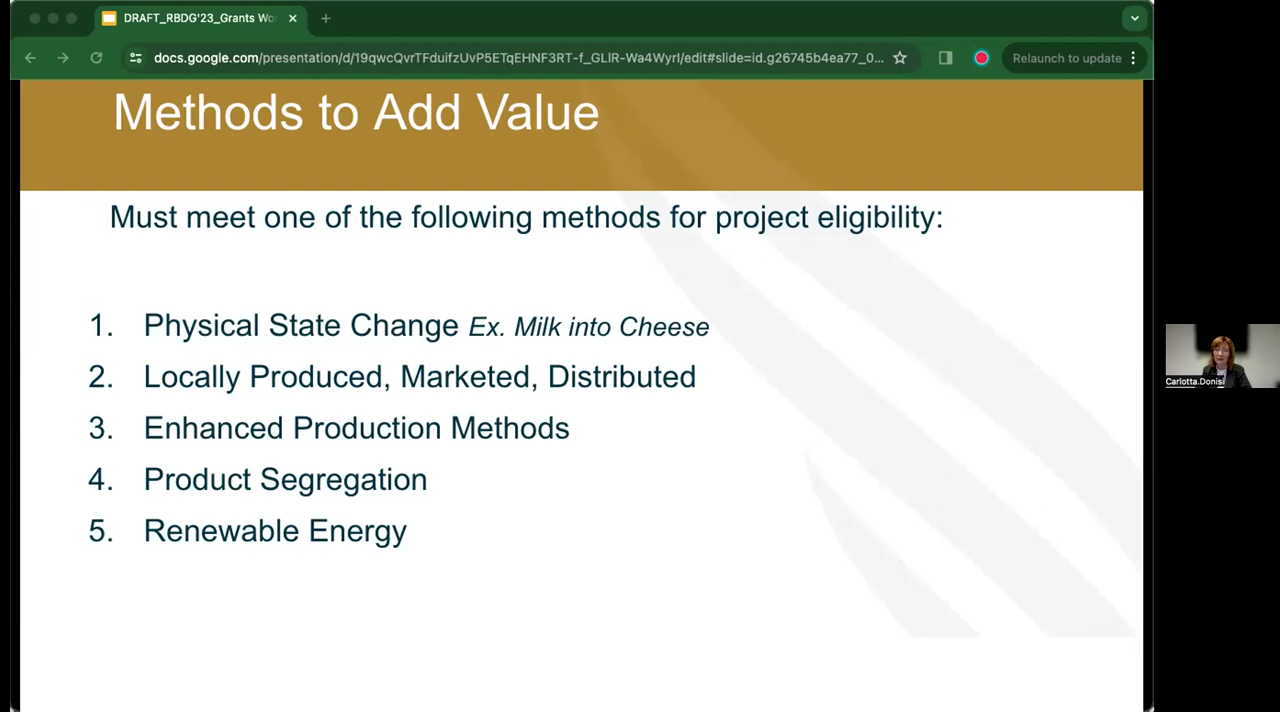 DRAFT_RBDG'23_Grants Wo
docs.google.com/presentation/d/19qwcQvrTFduifzUvP5ETqEHNF3RT-f_GLlR-Wa4WyrI/edit#slide=id.g26745b4ea77_0...
Relaunch to update
Methods to Add Value
Must meet one of the following methods for project eligibility:
1. Physical State Change Ex. Milk into Cheese
2. Locally Produced, Marketed, Distributed
3. Enhanced Production Methods
4. Product Segregation
5. Renewable Energy
Carlotta.Donisi